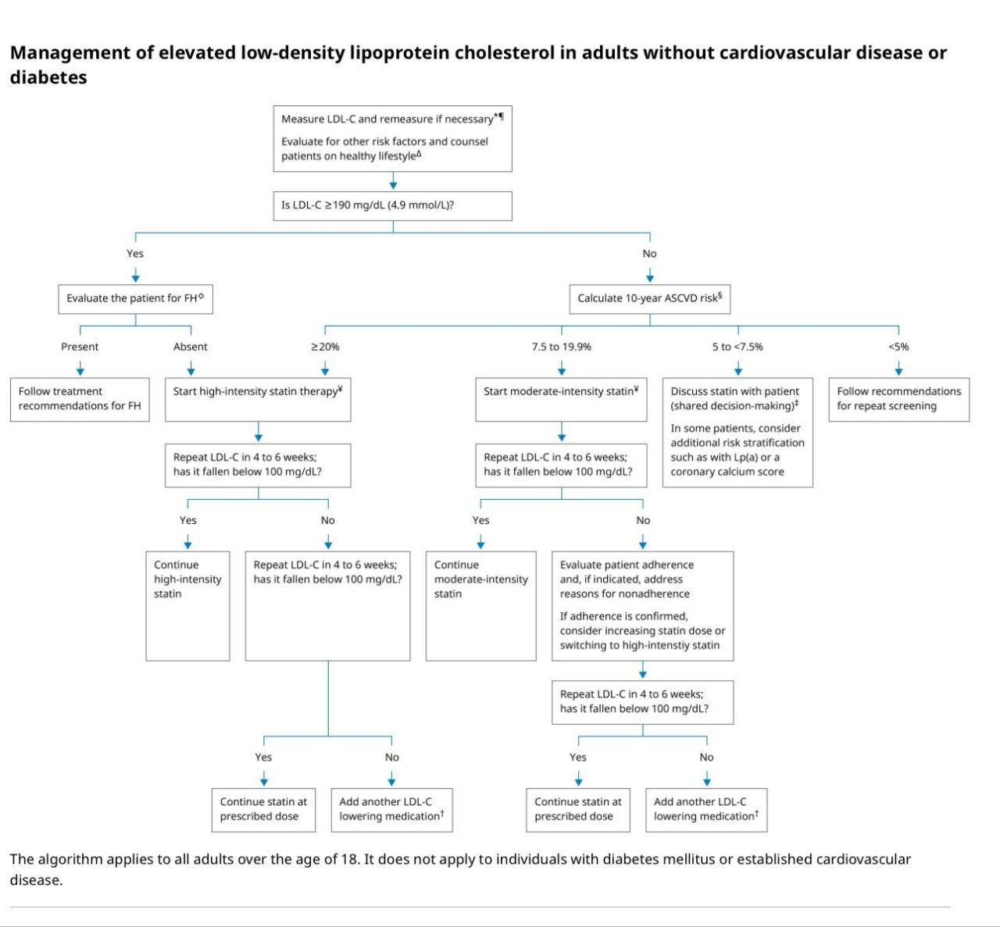 Management of elevated low-density lipoprotein cholesterol in adults without cardiovascular disease or
diabetes
Measure LDL-C and remeasure if necessary*¶
Evaluate for other risk factors and counsel
patients on healthy lifestyleΔ
Is LDL-C ≥190 mg/dL (4.9 mmol/L)?
Yes
No
Evaluate the patient for FH◊
Calculate 10-year ASCVD risk§
Present
Absent
≥20%
7.5 to 19.9%
5 to <7.5%
<5%
Follow treatment
recommendations for FH
Start high-intensity statin therapy¥
Start moderate-intensity statin¥
Discuss statin with patient
(shared decision-making)‡
In some patients, consider
additional risk stratification
such as with Lp(a) or a
coronary calcium score
Follow recommendations
for repeat screening
Repeat LDL-C in 4 to 6 weeks;
has it fallen below 100 mg/dL?
Repeat LDL-C in 4 to 6 weeks;
has it fallen below 100 mg/dL?
Yes
No
Yes
No
Continue
high-intensity
statin
Repeat LDL-C in 4 to 6 weeks;
has it fallen below 100 mg/dL?
Continue
moderate-intensity
statin
Evaluate patient adherence
and, if indicated, address
reasons for nonadherence
If adherence is confirmed,
consider increasing statin dose or
switching to high-intenstiy statin
Repeat LDL-C in 4 to 6 weeks;
has it fallen below 100 mg/dL?
Yes
No
Yes
No
Continue statin at
prescribed dose
Add another LDL-C
lowering medication†
Continue statin at
prescribed dose
Add another LDL-C
lowering medication†
The algorithm applies to all adults over the age of 18. It does not apply to individuals with diabetes mellitus or established cardiovascular
disease.